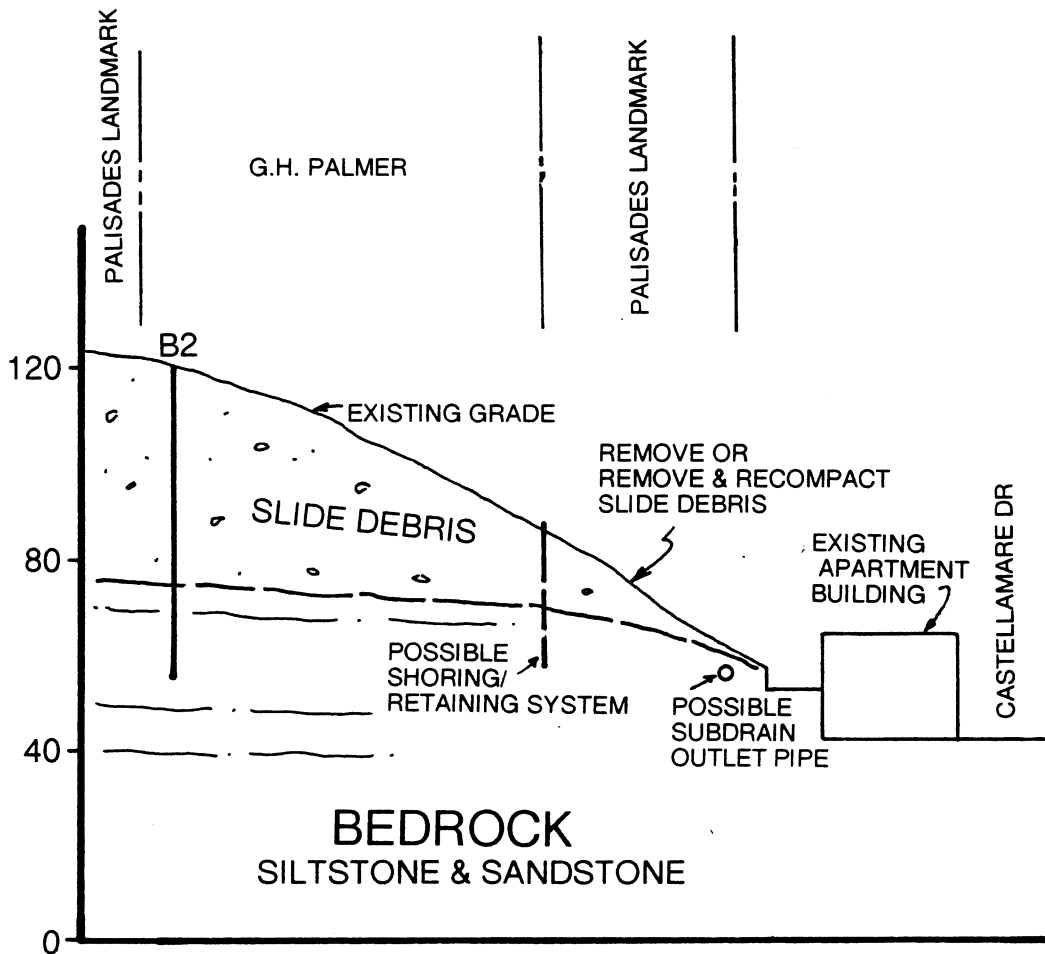 PALISADES LANDMARK
G.H. PALMER
PALISADES LANDMARK
B2
120
EXISTING GRADE
REMOVE OR
REMOVE & RECOMPACT
SLIDE DEBRIS
SLIDE DEBRIS
80
EXISTING
APARTMENT
BUILDING
CASTELLAMARE DR
POSSIBLE
SHORING/
RETAINING SYSTEM
POSSIBLE
SUBDRAIN
OUTLET PIPE
40
BEDROCK
SILTSTONE & SANDSTONE
0